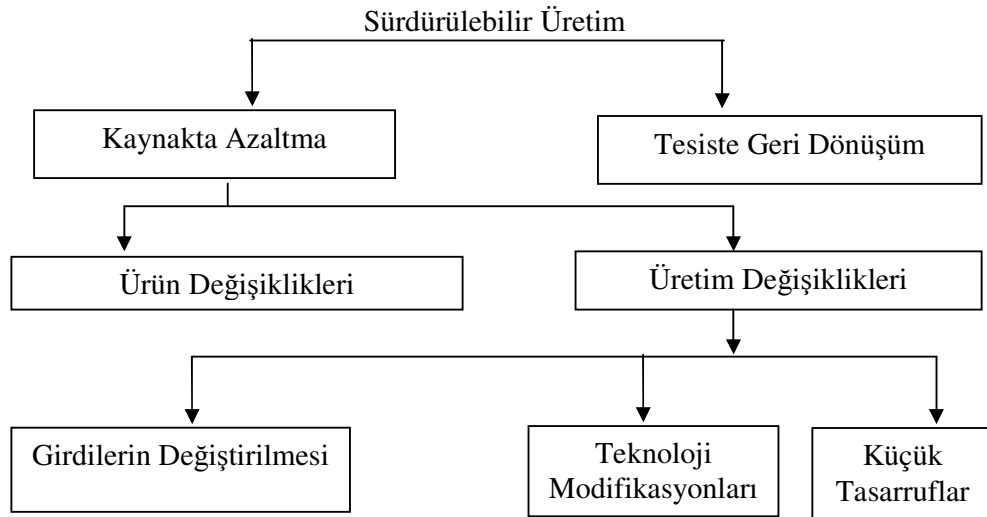 Sürdürülebilir Üretim
Kaynakta Azaltma
Tesiste Geri Dönüşüm
Ürün Değişiklikleri
Üretim Değişiklikleri
Girdilerin Değiştirilmesi
Teknoloji
Modifikasyonları
Küçük
Tasarruflar